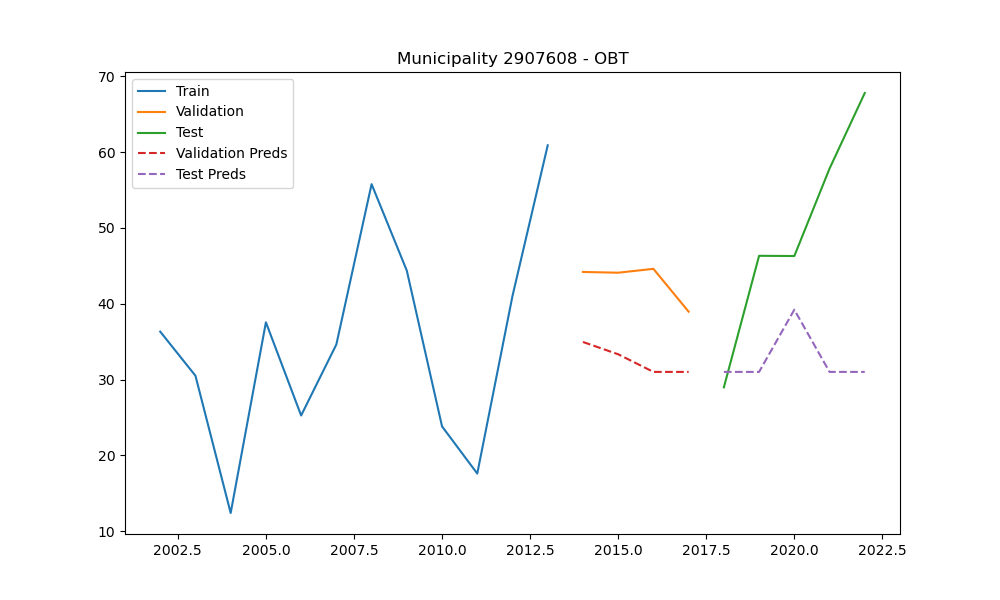 Municipality 2907608 - OBT
70
60
50
40
30
20
10
Train
Validation
Test
Validation Preds
Test Preds
2002.5 2005.0 2007.5 2010.0 2012.5 2015.0 2017.5 2020.0 2022.5